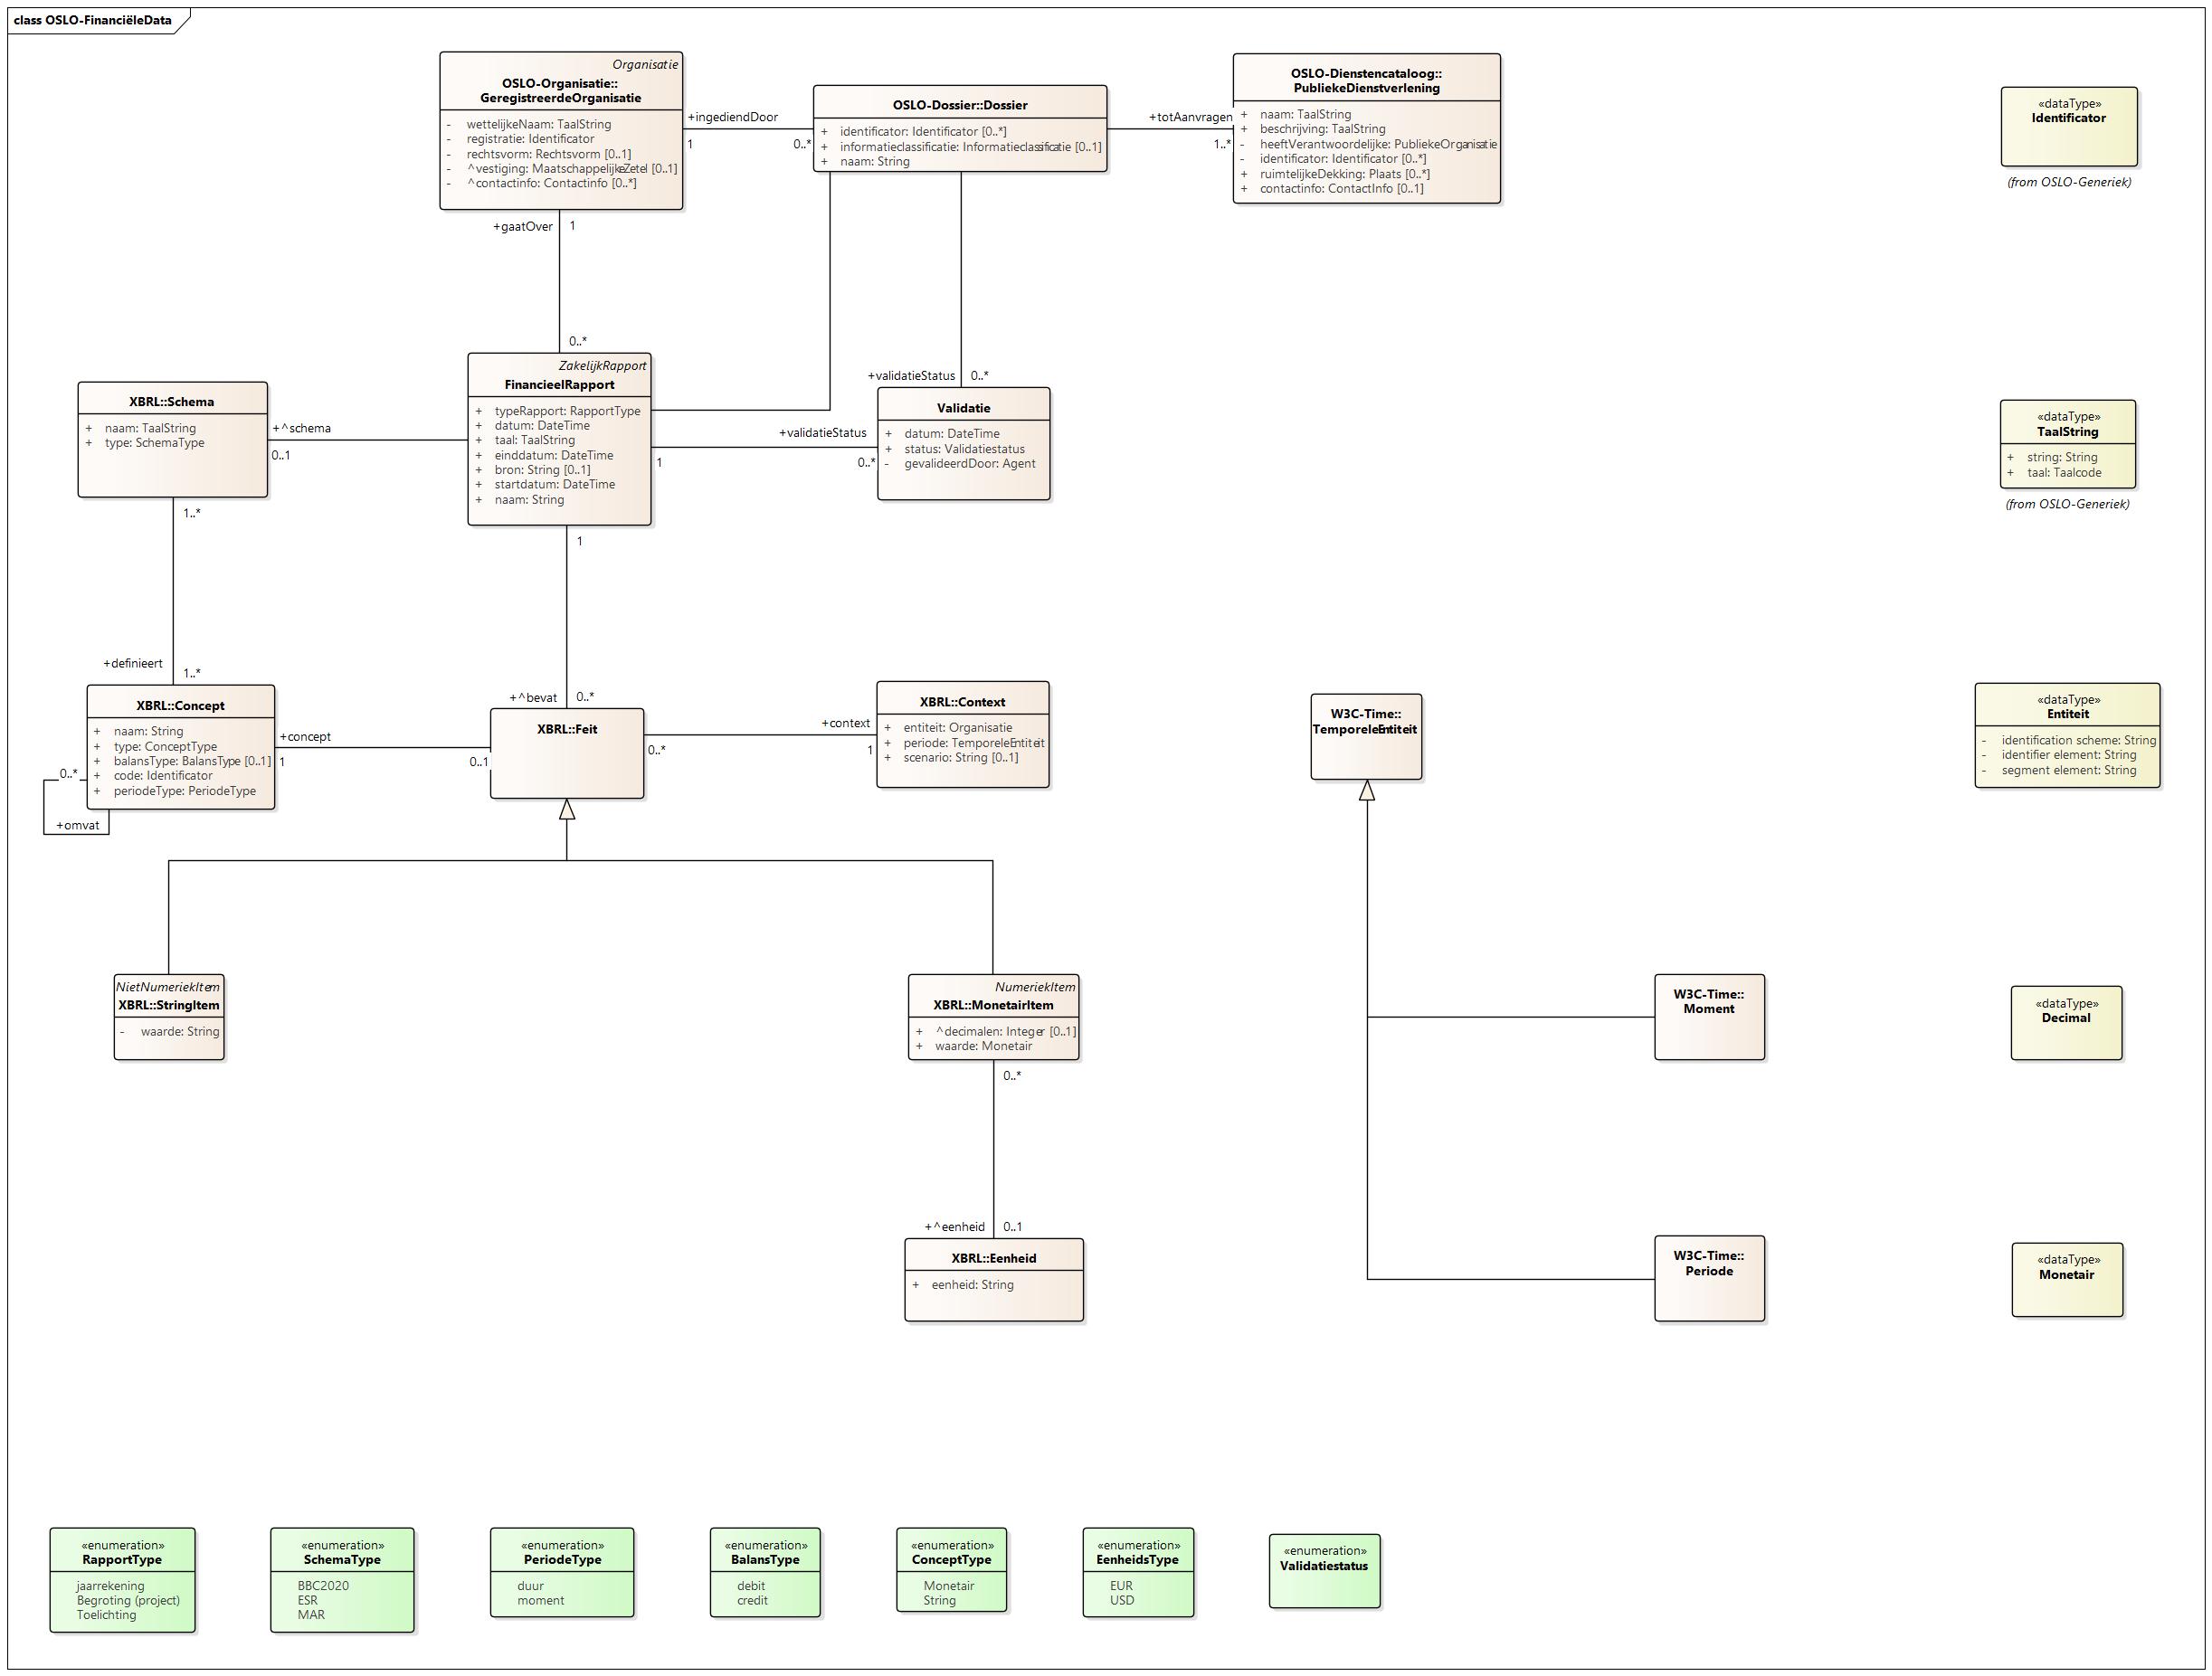 class OSLO-FinanciëleData
Organisatie
OSLO-Organisatie::
GeregistreerdeOrganisatie
- wettelijkeNaam: TaalString
- registratie: Identificator
- rechtsvorm: Rechtsvorm [0..1]
- ^vestiging: MaatschappelijkeZetel [0..1]
- ^contactinfo: Contactinfo [0..*]
+ingediendDoor
1
0..*
OSLO-Dossier::Dossier
+ identificator: Identificator [0..*]
+ informatieclassificatie: Informatieclassificatie [0..1]
+ naam: String
+totAanvragen
1..*
OSLO-Dienstencataloog::
PubliekeDienstverlening
+ naam: TaalString
+ beschrijving: TaalString
- heeftVerantwoordelijke: PubliekeOrganisatie
- identificator: Identificator [0..*]
+ ruimtelijkeDekking: Plaats [0..*]
+ contactinfo: ContactInfo [0..1]
«dataType»
Identificator
(from OSLO-Generiek)
+gaatOver
1
0..*
ZakelijkRapport
FinancieelRapport
+ typeRapport: RapportType
+ datum: DateTime
+ taal: TaalString
+ einddatum: DateTime
+ bron: String [0..1]
+ startdatum: DateTime
+ naam: String
XBRL::Schema
+ naam: TaalString
+ type: SchemaType
+^schema
0..1
+validatieStatus
0..*
+validatieStatus
1
0..*
Validatie
+ datum: DateTime
+ status: Validatiestatus
- gevalideerdDoor: Agent
«dataType»
TaalString
+ string: String
+ taal: Taalcode
(from OSLO-Generiek)
1..*
+definieert
1..*
1
+^bevat
0..*
XBRL::Concept
+ naam: String
+ type: ConceptType
+ balansType: BalansType [0..1]
+ code: Identificator
+ periodeType: PeriodeType
0..*
+omvat
+concept
1
0..1
XBRL::Feit
0..*
+context
1
XBRL::Context
+ entiteit: Organisatie
+ periode: TemporeleEntiteit
+ scenario: String [0..1]
W3C-Time::
TemporeleEntiteit
«dataType»
Entiteit
- identification scheme: String
- identifier element: String
- segment element: String
NietNumeriekItem
XBRL::StringItem
- waarde: String
NumeriekItem
XBRL::MonetairItem
+ ^decimalen: Integer [0..1]
+ waarde: Monetair
W3C-Time::
Moment
«dataType»
Decimal
0..*
+^eenheid
0..1
XBRL::Eenheid
+ eenheid: String
W3C-Time::
Periode
«dataType»
Monetair
«enumeration»
RapportType
jaarrekening
Begroting (project)
Toelichting
«enumeration»
SchemaType
BBC2020
ESR
MAR
«enumeration»
PeriodeType
duur
moment
«enumeration»
BalansType
debit
credit
«enumeration»
ConceptType
Monetair
String
«enumeration»
EenheidsType
EUR
USD
«enumeration»
Validatiestatus